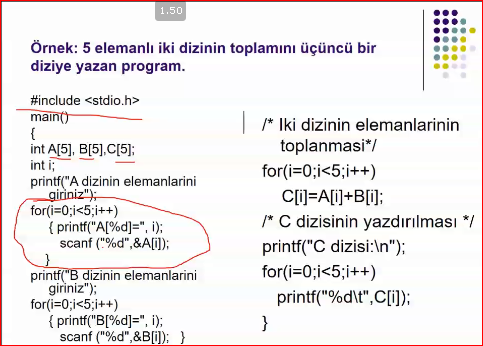 1.50
Örnek: 5 elemanlı iki dizinin toplamını üçüncü bir
diziye yazan program.
#include <stdio.h>
main()
{
int A[5], B[5],C[5];
int i;
printf("A dizinin elemanlarini
giriniz");
for(i=0;i<5;i++)
{ printf("A[%d]=", i);
scanf ("%d",&A[i]);
}
printf("B dizinin elemanlarini
giriniz");
for(i=0;i<5;i++)
{ printf("B[%d]=", i);
scanf ("%d",&B[i]); }
/* Iki dizinin elemanlarinin
toplanmasi*/
for(i=0;i<5;i++)
C[i]=A[i]+B[i];
/* C dizisinin yazdırılması */
printf("C dizisi:\n");
for(i=0;i<5;i++)
printf("%d\t",C[i]);
}